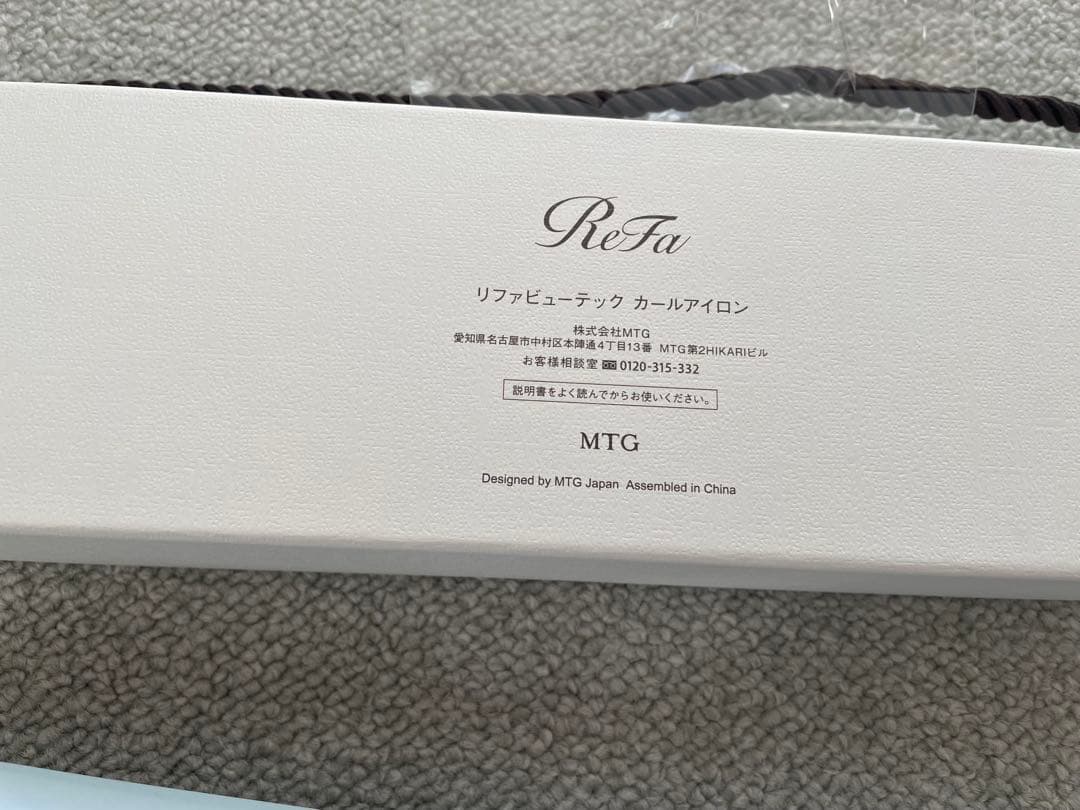 ReFa
リファビューテック カールアイロン
株式会社MTG
愛知県名古屋市中村区本陣通4丁目13番 MTG第2HIKARIビル
お客様相談室 0120-315-332
説明書をよく読んでからお使いください。
MTG
Designed by MTG Japan Assembled in China